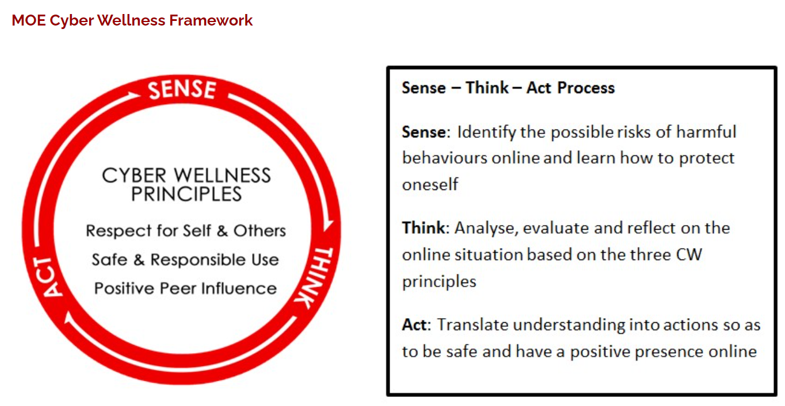 MOE Cyber Wellness Framework
SENSE
THINK
ACT
CYBER WELLNESS
PRINCIPLES
Respect for Self & Others
Safe & Responsible Use
Positive Peer Influence
Sense – Think – Act Process
Sense: Identify the possible risks of harmful
behaviours online and learn how to protect
oneself
Think: Analyse, evaluate and reflect on the
online situation based on the three CW
principles
Act: Translate understanding into actions so as
to be safe and have a positive presence online